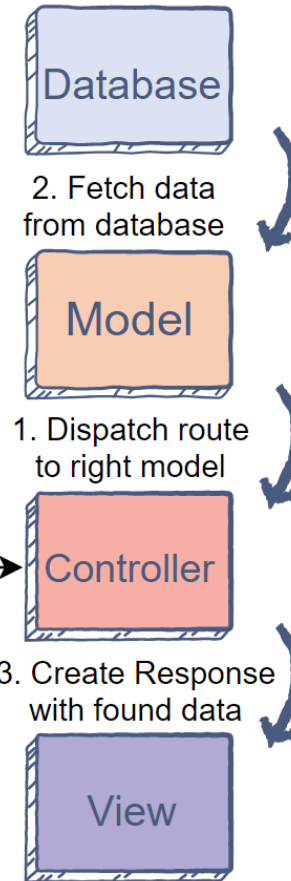 Database
2. Fetch data
from database
Model
1. Dispatch route
to right model
Controller
3. Create Response
with found data
View